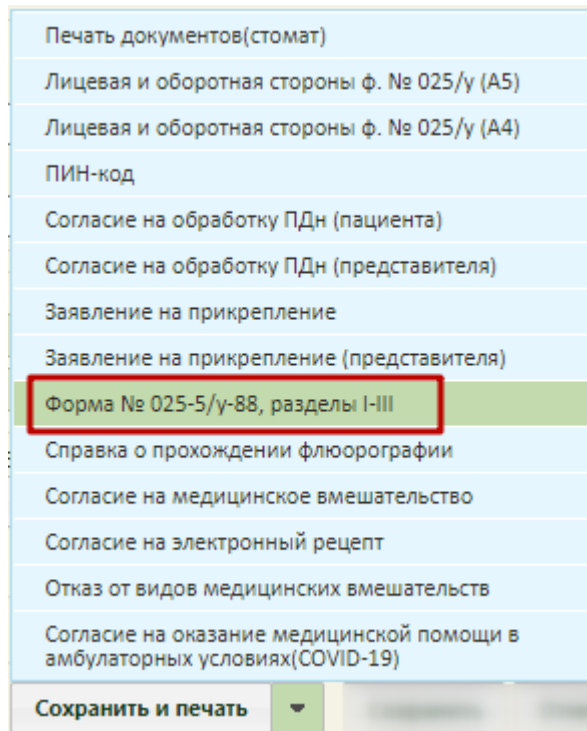 Печать документов(стомат)
Лицевая и оборотная стороны ф. № 025/у (А5)
Лицевая и оборотная стороны ф. № 025/у (А4)
ПИН-код
Согласие на обработку ПДн (пациента)
Согласие на обработку ПДн (представителя)
Заявление на прикрепление
Заявление на прикрепление (представителя)
Форма № 025-5/у-88, разделы I-III
Справка о прохождении флюорографии
Согласие на медицинское вмешательство
Согласие на электронный рецепт
Отказ от видов медицинских вмешательств
Согласие на оказание медицинской помощи в
амбулаторных условиях(COVID-19)
Сохранить и печать